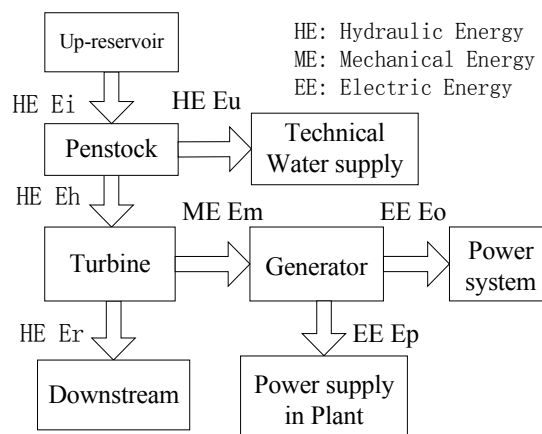 Up-reservoir
HE: Hydraulic Energy
ME: Mechanical Energy
EE: Electric Energy
HE Ei
HE Eu
Penstock
Technical
Water supply
HE Eh
ME Em
EE Eo
Turbine
Generator
Power
system
HE Er
EE Ep
Downstream
Power supply
in Plant